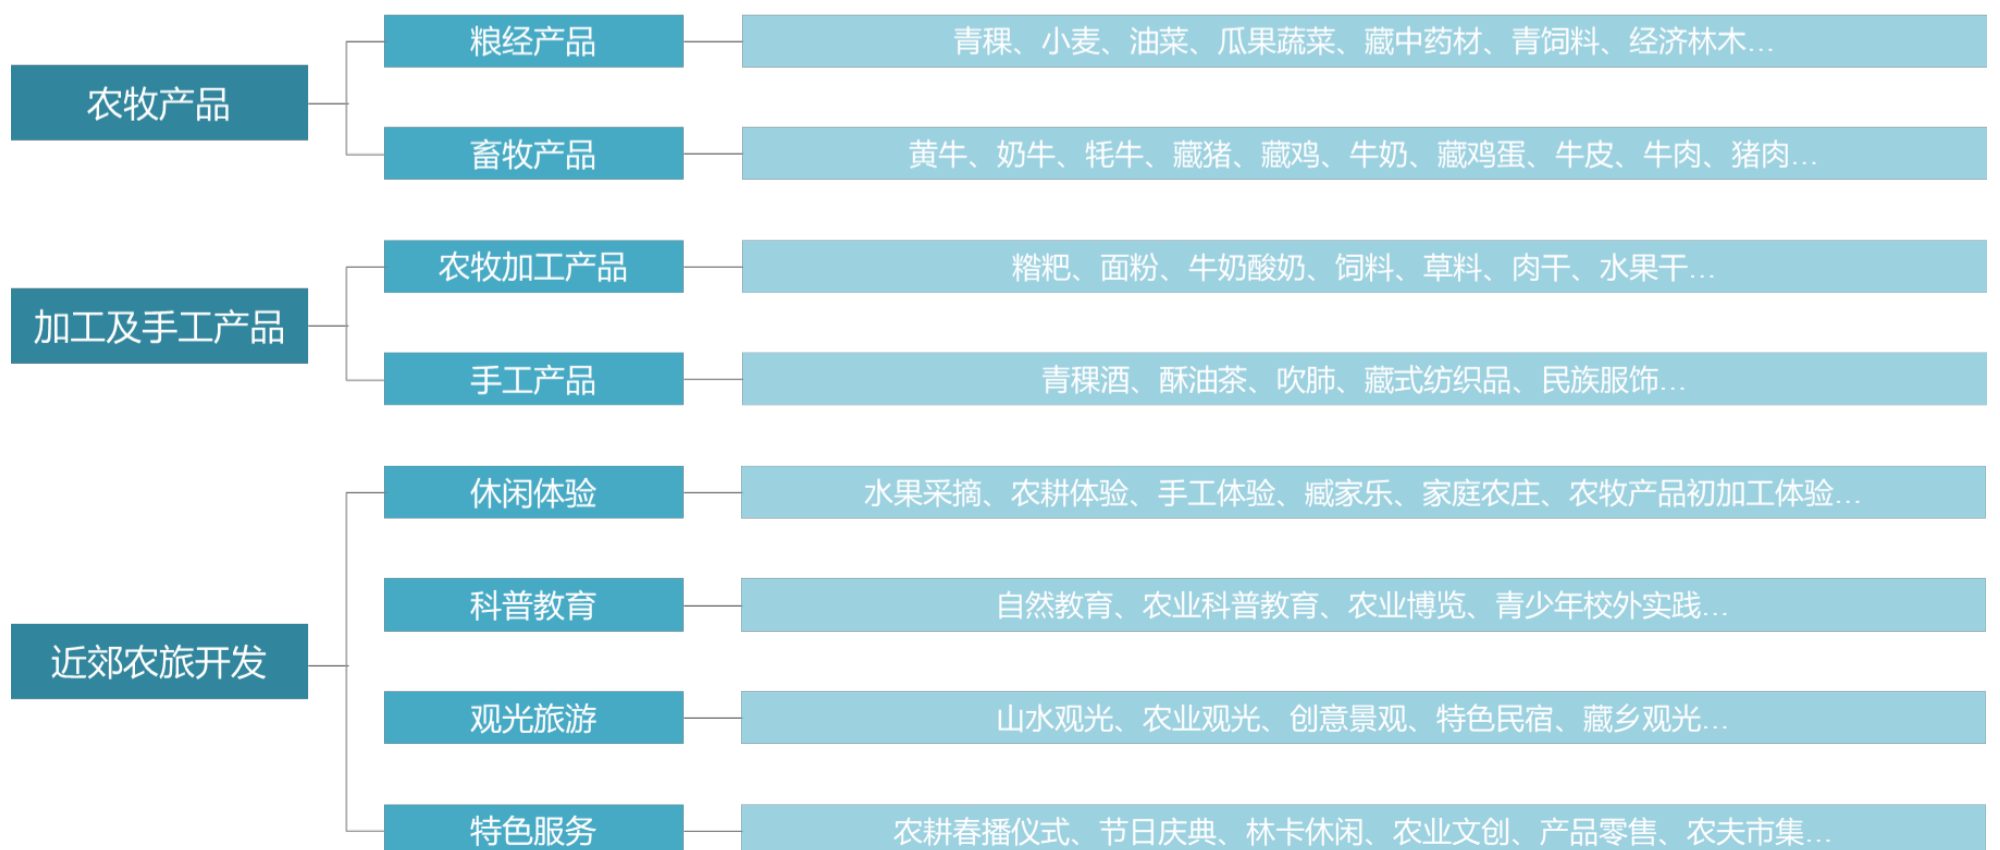 农牧产品
粮经产品
青稞、小麦、油菜、瓜果蔬菜、藏中药材、青饲料、经济林木…
畜牧产品
黄牛、奶牛、牦牛、藏猪、藏鸡、牛奶、藏鸡蛋、牛皮、牛肉、猪肉…
加工及手工产品
农牧加工产品
糌粑、面粉、牛奶酸奶、饲料、草料、肉干、水果干…
手工产品
青稞酒、酥油茶、吹肺、藏式纺织品、民族服饰…
近郊农旅开发
休闲体验
水果采摘、农耕体验、手工体验、臧家乐、家庭农庄、农牧产品初加工体验…
科普教育
自然教育、农业科普教育、农业博览、青少年校外实践…
观光旅游
山水观光、农业观光、创意景观、特色民宿、藏乡观光…
特色服务
农耕春播仪式、节日庆典、林卡休闲、农业文创、产品零售、农夫市集…